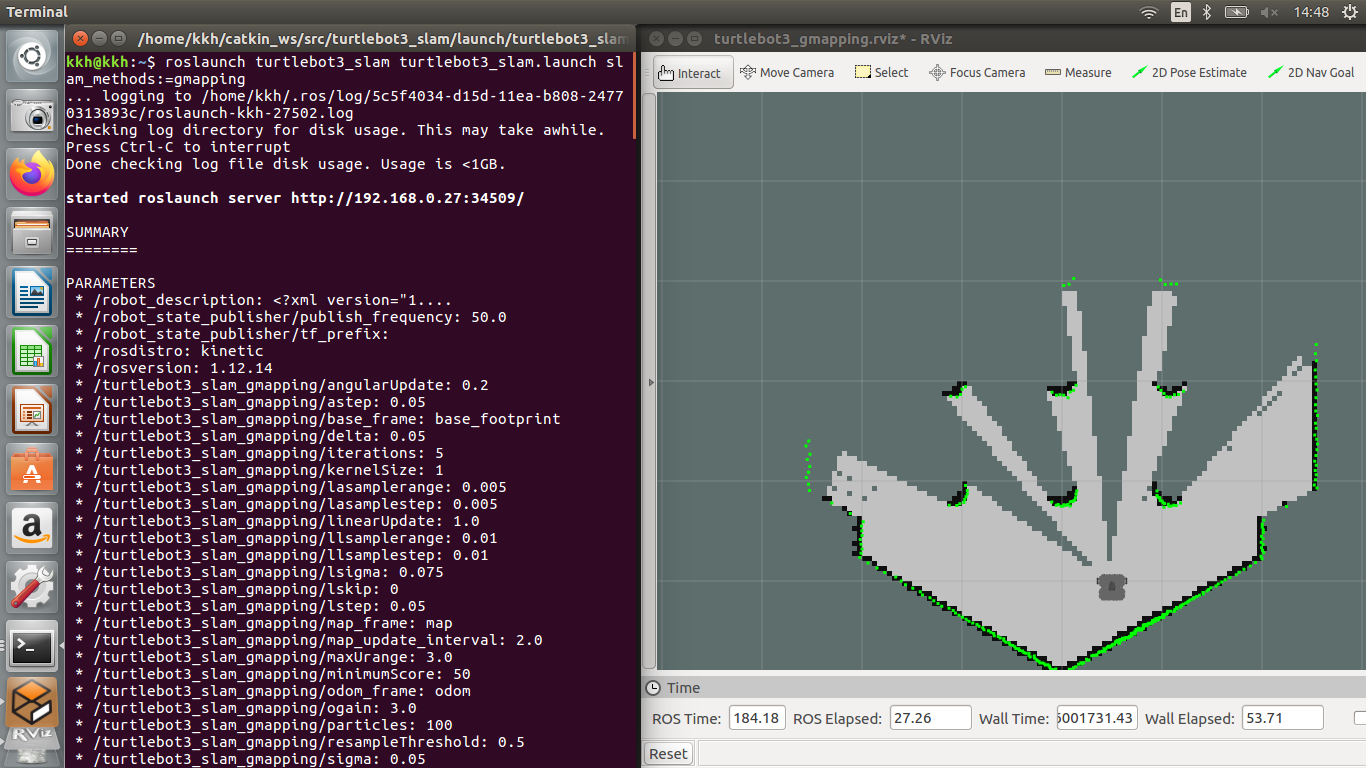 Terminal
En
14:48
/home/kkh/catkin_ws/src/turtlebot3_slam/launch/turtlebot3_slam
kkh@kkh:~$ roslaunch turtlebot3_slam turtlebot3_slam.launch sl
am_methods:=gmapping
... logging to /home/kkh/.ros/log/5c5f4034-d15d-11ea-b808-2477
0313893c/roslaunch-kkh-27502.log
Checking log directory for disk usage. This may take awhile.
Press Ctrl-C to interrupt
Done checking log file disk usage. Usage is <1GB.
started roslaunch server http://192.168.0.27:34509/
SUMMARY
========
PARAMETERS
* /robot_description: <?xml version="1....
* /robot_state_publisher/publish_frequency: 50.0
* /robot_state_publisher/tf_prefix:
* /rosdistro: kinetic
* /rosversion: 1.12.14
* /turtlebot3_slam_gmapping/angularUpdate: 0.2
* /turtlebot3_slam_gmapping/astep: 0.05
* /turtlebot3_slam_gmapping/base_frame: base_footprint
* /turtlebot3_slam_gmapping/delta: 0.05
* /turtlebot3_slam_gmapping/iterations: 5
* /turtlebot3_slam_gmapping/kernelSize: 1
* /turtlebot3_slam_gmapping/lasamplerange: 0.005
* /turtlebot3_slam_gmapping/lasamplestep: 0.005
* /turtlebot3_slam_gmapping/linearUpdate: 1.0
* /turtlebot3_slam_gmapping/llsamplerange: 0.01
* /turtlebot3_slam_gmapping/llsamplestep: 0.01
* /turtlebot3_slam_gmapping/lsigma: 0.075
* /turtlebot3_slam_gmapping/lskip: 0
* /turtlebot3_slam_gmapping/lstep: 0.05
* /turtlebot3_slam_gmapping/map_frame: map
* /turtlebot3_slam_gmapping/map_update_interval: 2.0
* /turtlebot3_slam_gmapping/maxUrange: 3.0
* /turtlebot3_slam_gmapping/minimumScore: 50
* /turtlebot3_slam_gmapping/odom_frame: odom
* /turtlebot3_slam_gmapping/ogain: 3.0
* /turtlebot3_slam_gmapping/particles: 100
* /turtlebot3_slam_gmapping/resampleThreshold: 0.5
* /turtlebot3_slam_gmapping/sigma: 0.05
turtlebot3_gmapping.rviz* - RViz
Interact
Move Camera
Select
Focus Camera
Measure
2D Pose Estimate
2D Nav Goal
Time
ROS Time: 184.18 ROS Elapsed: 27.26 Wall Time: 6001731.43 Wall Elapsed: 53.71
Reset
RViz